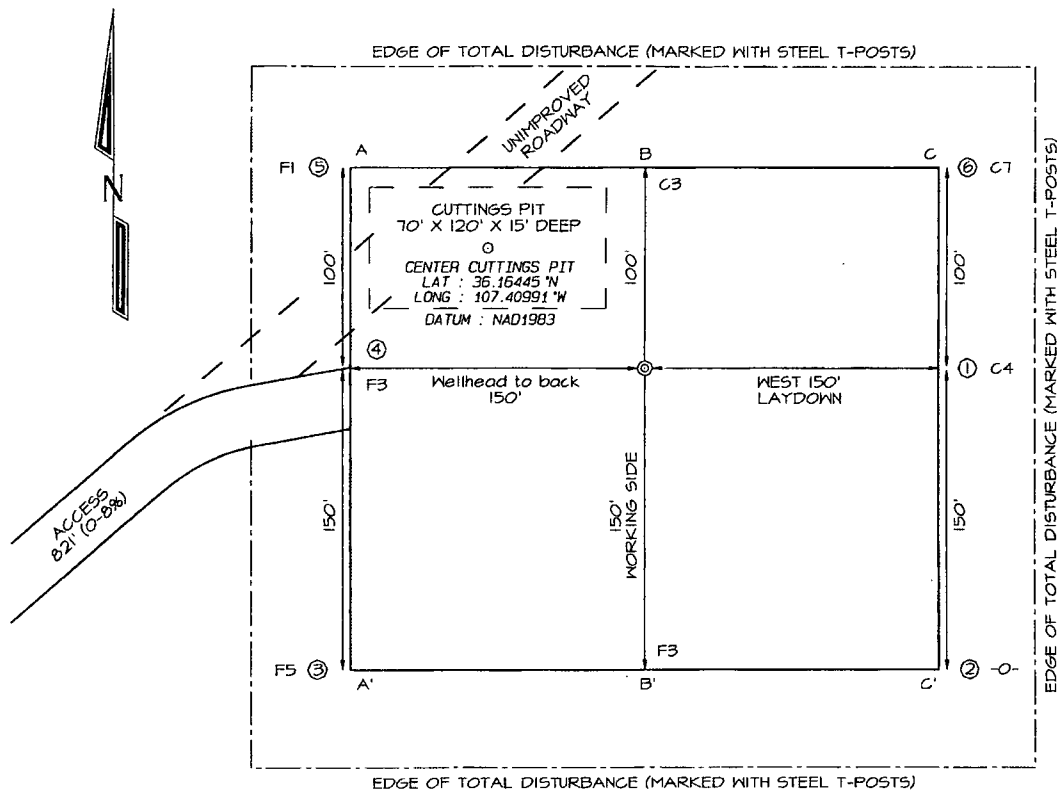 EDGE OF TOTAL DISTURBANCE (MARKED WITH STEEL T-POSTS)
UNIMPROVED
ROADWAY
N
A
B
C
F1 5
C3
6 C7
CUTTINGS PIT
70' X 120' X 15' DEEP
CENTER CUTTINGS PIT
LAT : 36.16445 °N
LONG : 107.40991 °W
DATUM : NAD1983
100'
100'
100'
4
F3
Wellhead to back
150'
WEST 150'
LAYDOWN
1 C4
ACCESS
821' (0-8%)
150'
150'
WORKING SIDE
150'
F5 3
F3
2 -0-
A'
B'
C'
EDGE OF TOTAL DISTURBANCE (MARKED WITH STEEL T-POSTS)
EDGE OF TOTAL DISTURBANCE (MARKED WITH STEEL T-POSTS)